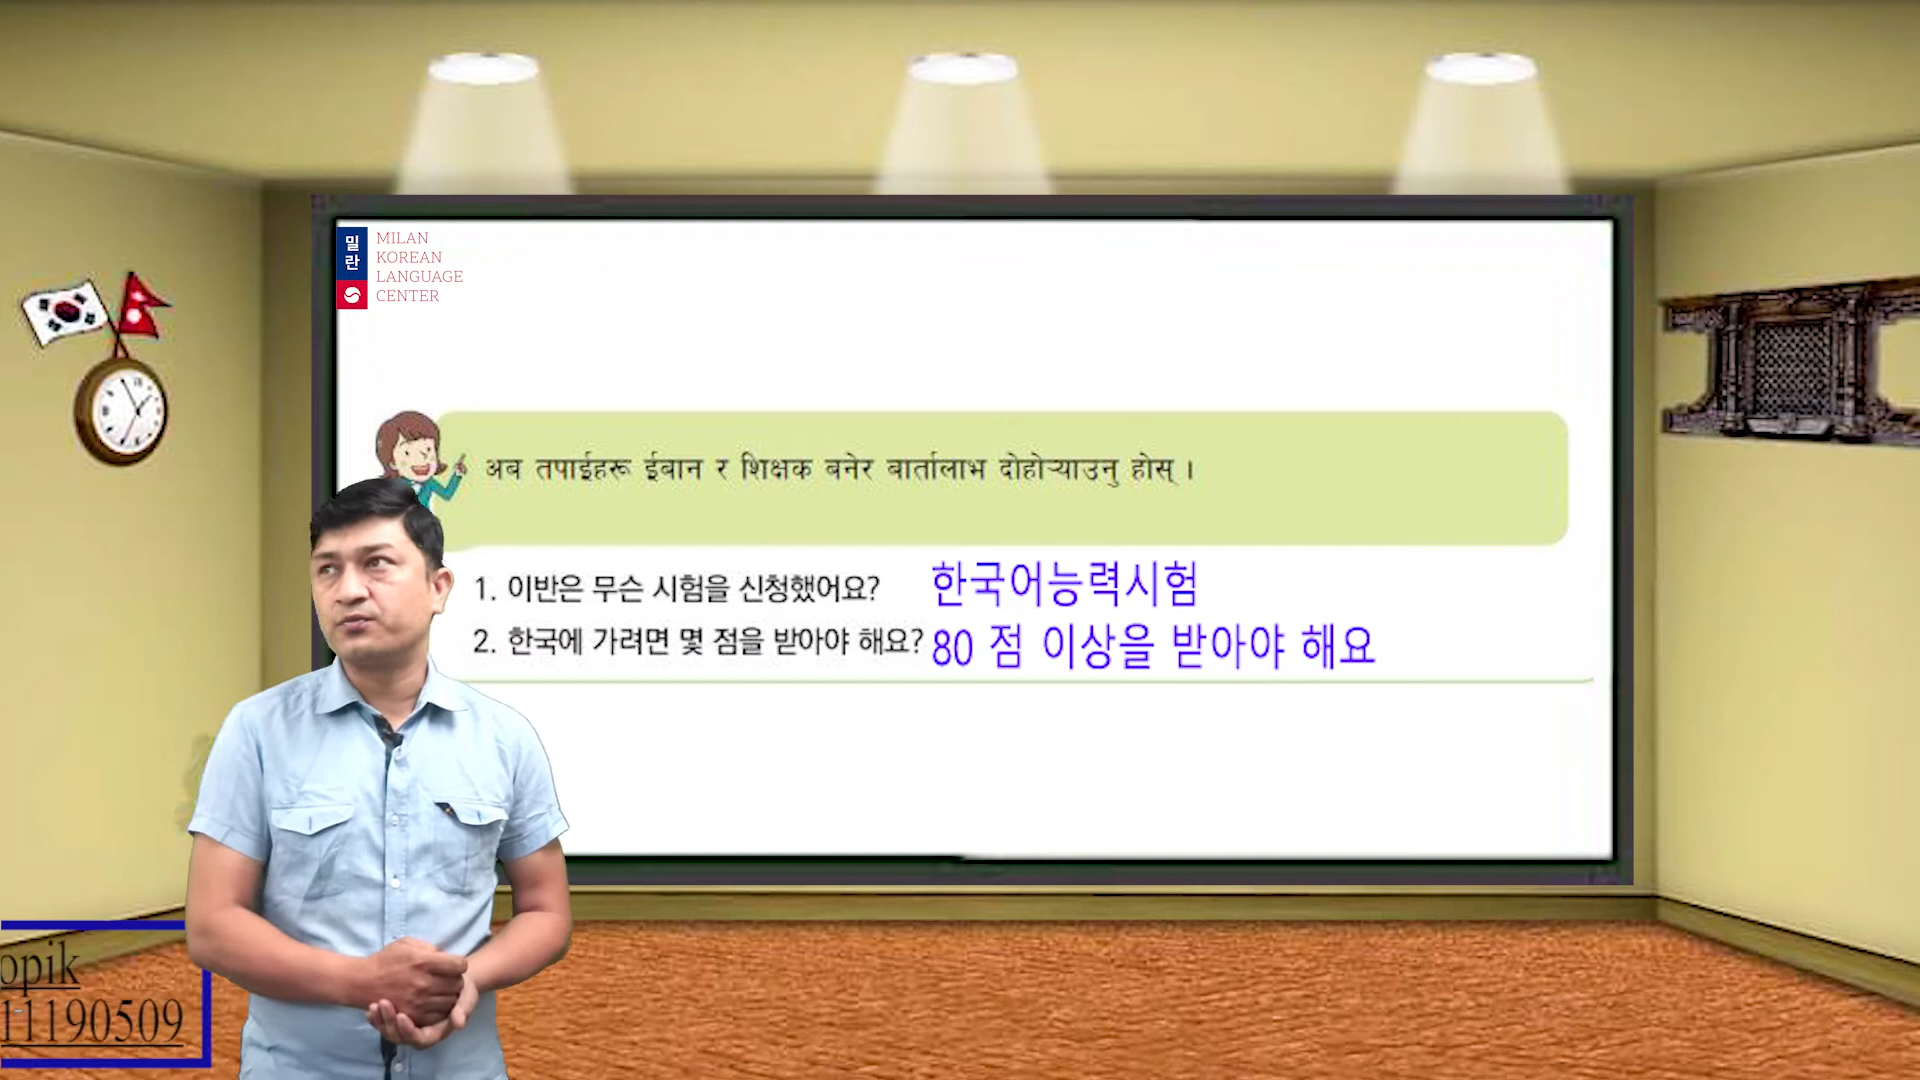 밀란
MILAN
KOREAN
LANGUAGE
CENTER
अब तपाईहरू ईबान र शिक्षक बनेर बार्तालाभ दोहोऱ्याउनु होस् ।
1. 이반은 무슨 시험을 신청했어요? 한국어능력시험
2. 한국에 가려면 몇 점을 받아야 해요? 80 점 이상을 받아야 해요
opik
11190509